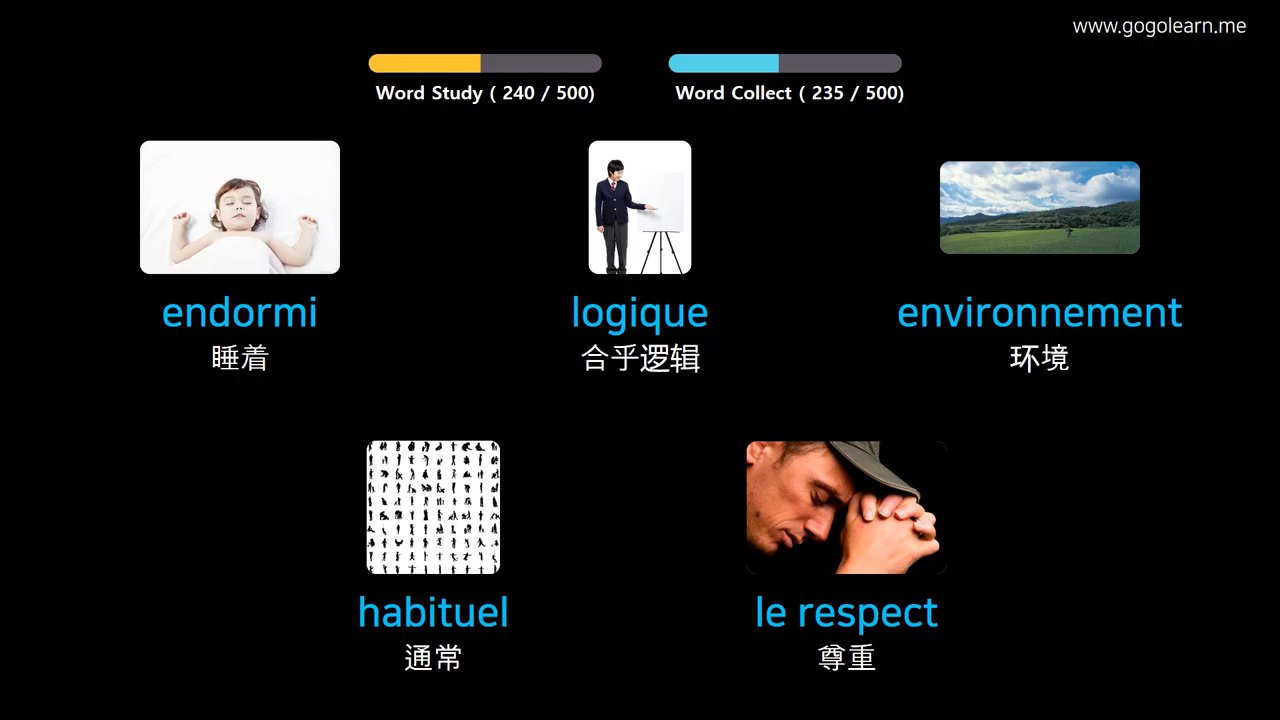 www.gogolearn.me
Word Study ( 240 / 500)
Word Collect ( 235 / 500)
endormi
睡着
logique
合乎逻辑
environnement
环境
habituel
通常
le respect
尊重